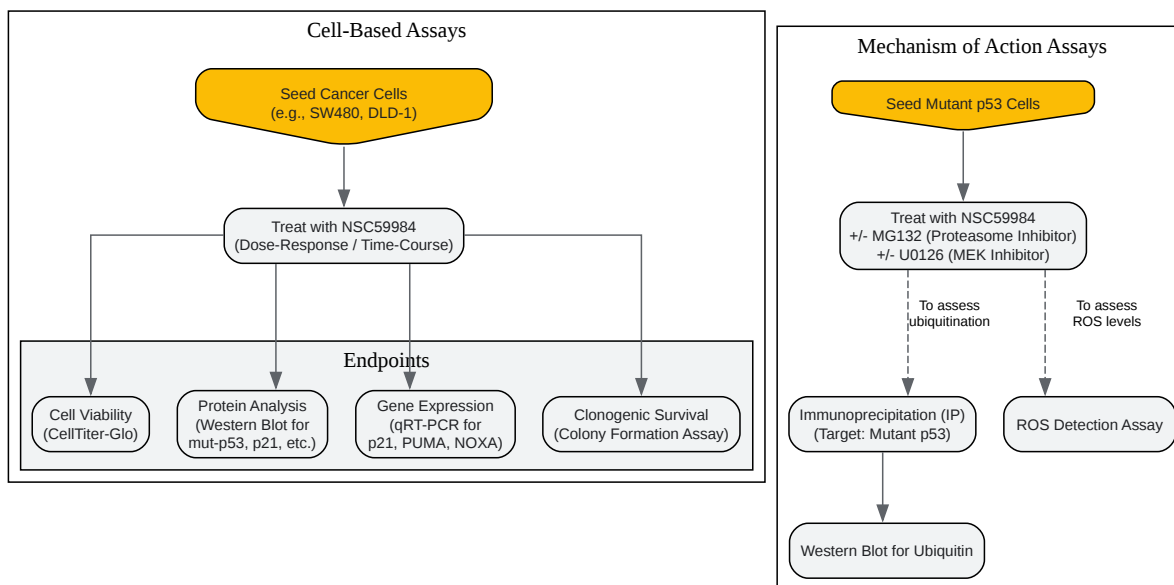 Cell-Based Assays
Seed Cancer Cells
(e.g., SW480, DLD-1)
Treat with NSC59984
(Dose-Response / Time-Course)
Endpoints
Cell Viability
(CellTiter-Glo)
Protein Analysis
(Western Blot for
mut-p53, p21, etc.)
Gene Expression
(qRT-PCR for
p21, PUMA, NOXA)
Clonogenic Survival
(Colony Formation Assay)
Mechanism of Action Assays
Seed Mutant p53 Cells
Treat with NSC59984
+/- MG132 (Proteasome Inhibitor)
+/- U0126 (MEK Inhibitor)
To assess
ubiquitination
To assess
ROS levels
Immunoprecipitation (IP)
(Target: Mutant p53)
ROS Detection Assay
Western Blot for Ubiquitin